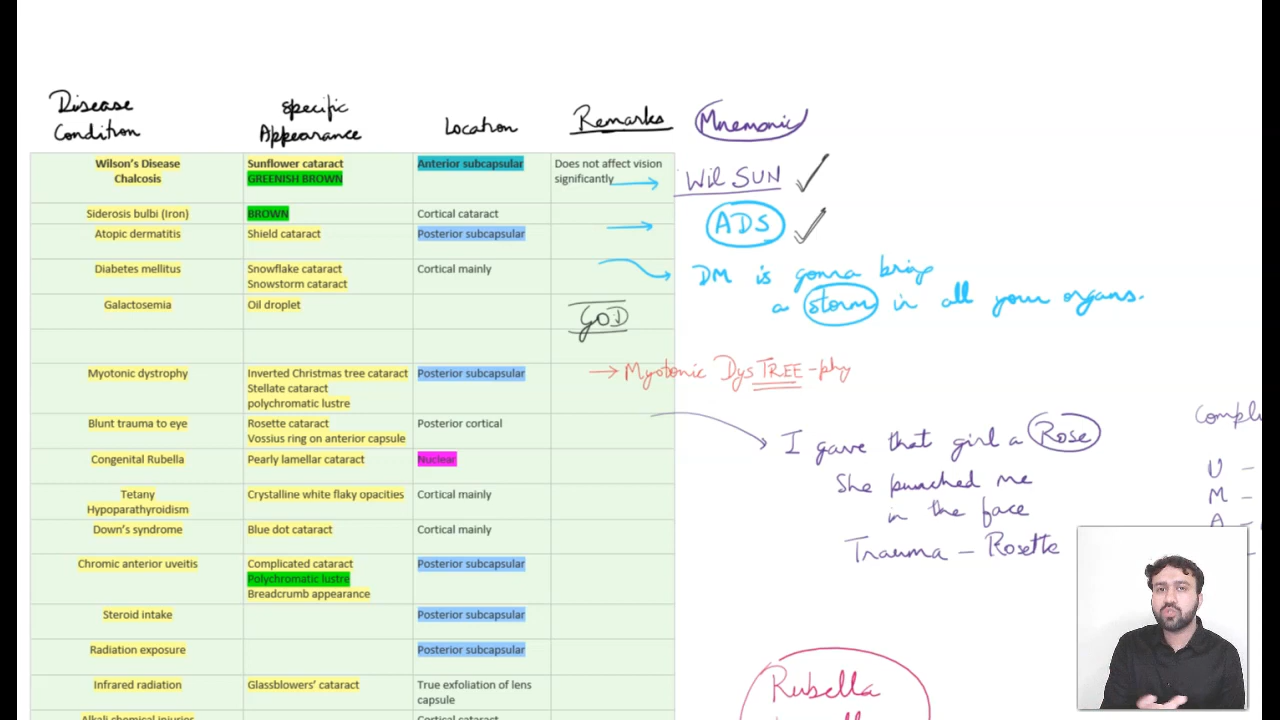 Disease Condition
Specific Appearance
Location
Remarks
Mnemonic
Wilson's Disease
Chalcosis
Sunflower cataract
GREENISH BROWN
Anterior subcapsular
Does not affect vision
significantly
Wil SUN
Siderosis bulbi (Iron)
BROWN
Cortical cataract
Atopic dermatitis
Shield cataract
Posterior subcapsular
ADS
Diabetes mellitus
Snowflake cataract
Snowstorm cataract
Cortical mainly
DM is gonna bring
a storm in all your organs.
Galactosemia
Oil droplet
GOD
Myotonic dystrophy
Inverted Christmas tree cataract
Stellate cataract
polychromatic lustre
Posterior subcapsular
Myotonic DysTREE-phy
Blunt trauma to eye
Rosette cataract
Vossius ring on anterior capsule
Posterior cortical
I gave that girl a Rose
She punched me
in the face
Trauma - Rosette
Compli
U -
M -
A -
Congenital Rubella
Pearly lamellar cataract
Nuclear
Tetany
Hypoparathyroidism
Crystalline white flaky opacities
Cortical mainly
Down's syndrome
Blue dot cataract
Cortical mainly
Chronic anterior uveitis
Complicated cataract
Polychromatic lustre
Breadcrumb appearance
Posterior subcapsular
Steroid intake
Posterior subcapsular
Radiation exposure
Posterior subcapsular
Infrared radiation
Glassblowers' cataract
True exfoliation of lens
capsule
Rubella
Alkali chemical injuries
Cortical cataract